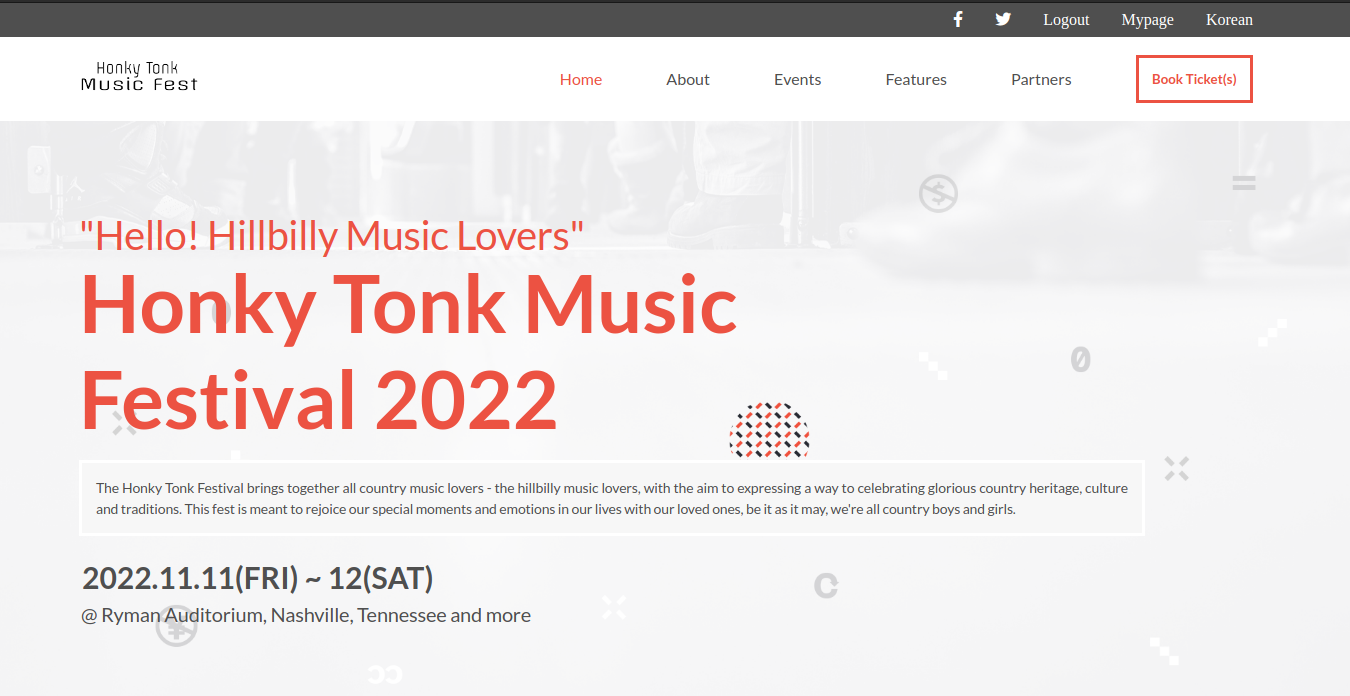 Logout Mypage Korean
Honky Tonk
Music Fest
Home About Events Features Partners Book Ticket(s)
"Hello! Hillbilly Music Lovers"
Honky Tonk Music
Festival 2022
The Honky Tonk Festival brings together all country music lovers - the hillbilly music lovers, with the aim to expressing a way to celebrating glorious country heritage, culture
and traditions. This fest is meant to rejoice our special moments and emotions in our lives with our loved ones, be it as it may, we're all country boys and girls.
2022.11.11(FRI) ~ 12(SAT)
@ Ryman Auditorium, Nashville, Tennessee and more